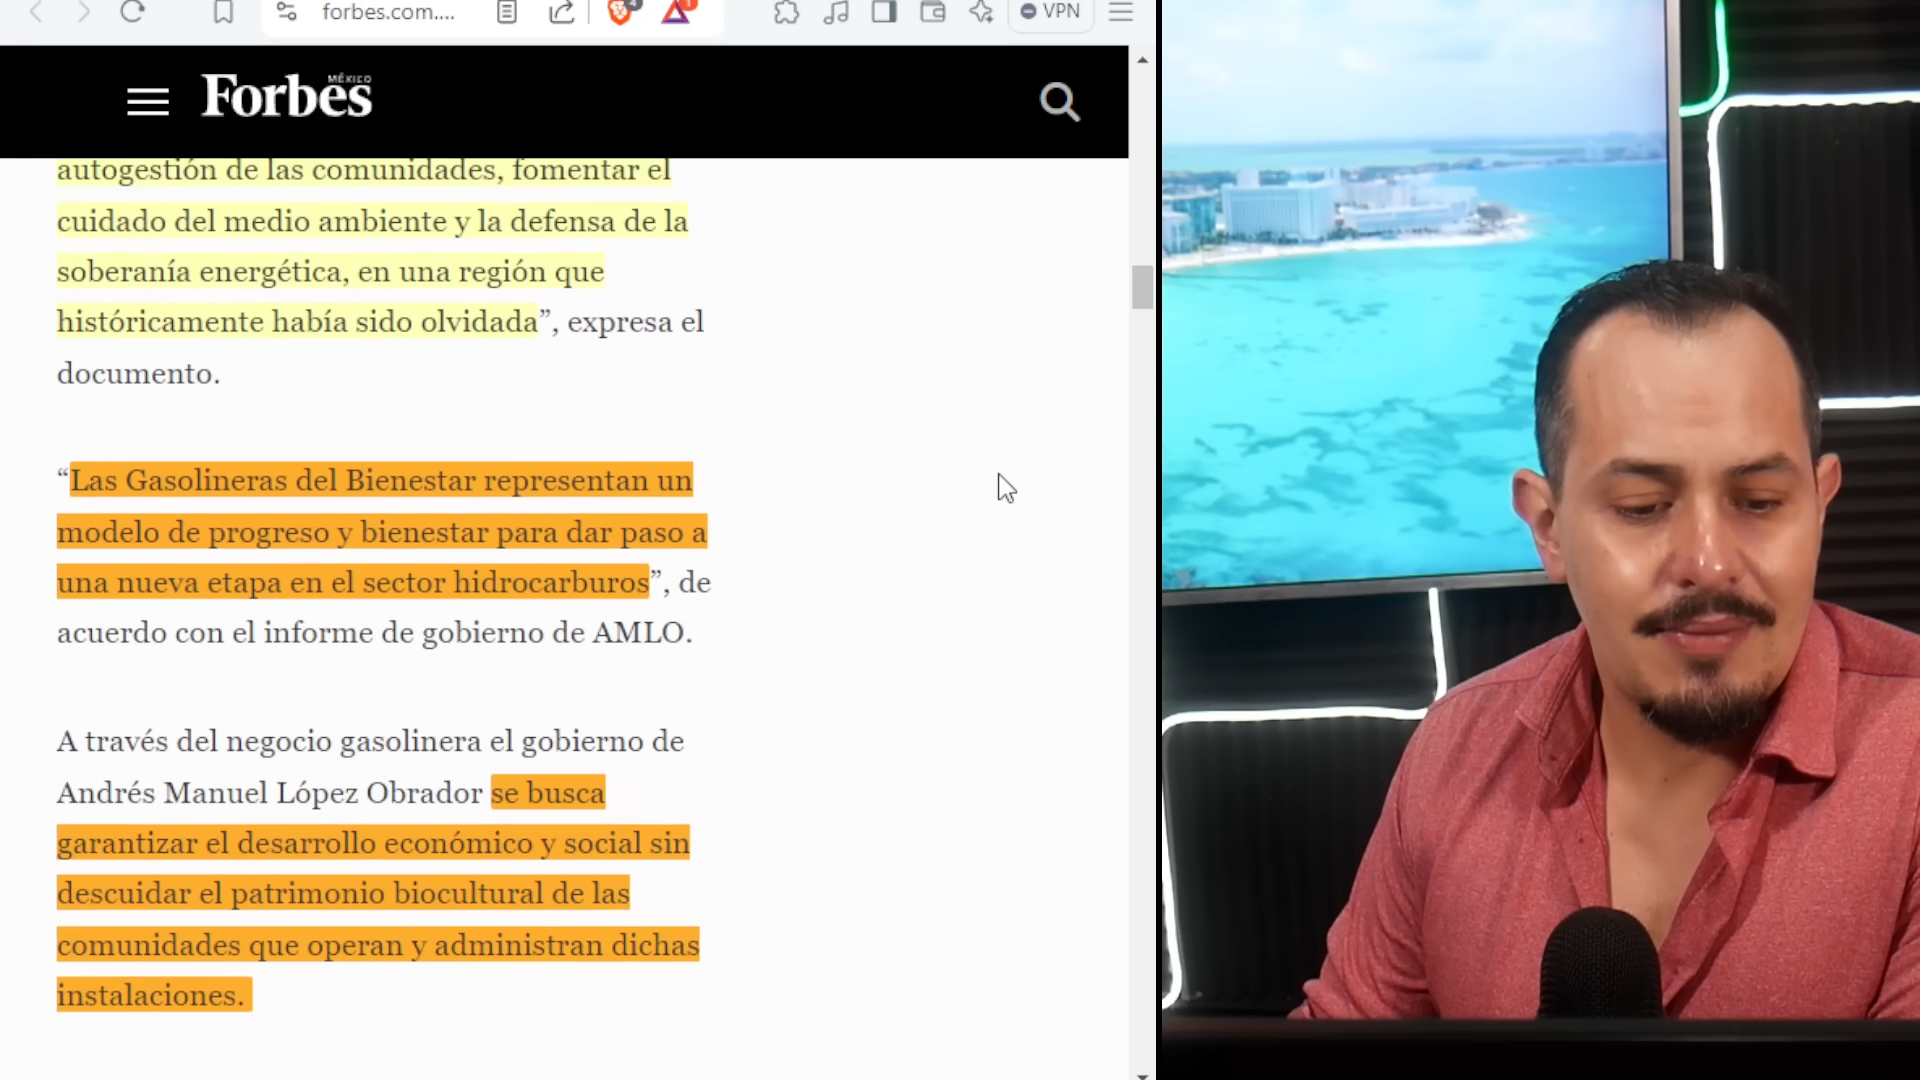 forbes.com....
4
1
VPN
Forbes
MÉXICO
autogestión de las comunidades, fomentar el
cuidado del medio ambiente y la defensa de la
soberanía energética, en una región que
históricamente había sido olvidada”, expresa el
documento.
“Las Gasolineras del Bienestar representan un
modelo de progreso y bienestar para dar paso a
una nueva etapa en el sector hidrocarburos”, de
acuerdo con el informe de gobierno de AMLO.
A través del negocio gasolinera el gobierno de
Andrés Manuel López Obrador se busca
garantizar el desarrollo económico y social sin
descuidar el patrimonio biocultural de las
comunidades que operan y administran dichas
instalaciones.